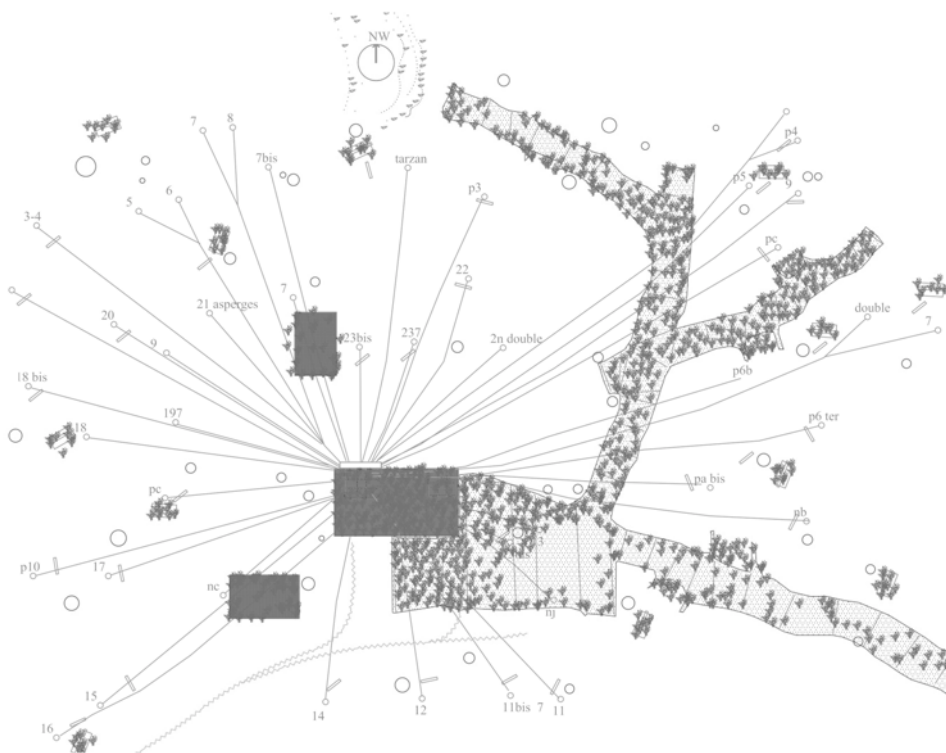 NW
7
8
7bis
tarzan
p4
p5
9
p3
6
5
3-4
pc
22
21 asperges
7
double
7
20
23bis
237
2n double
9
p6b
18 bis
197
p6 ter
18
pa bis
pc
nb
3
p10
17
nc
nj
15
14
12
11bis
7
11
16